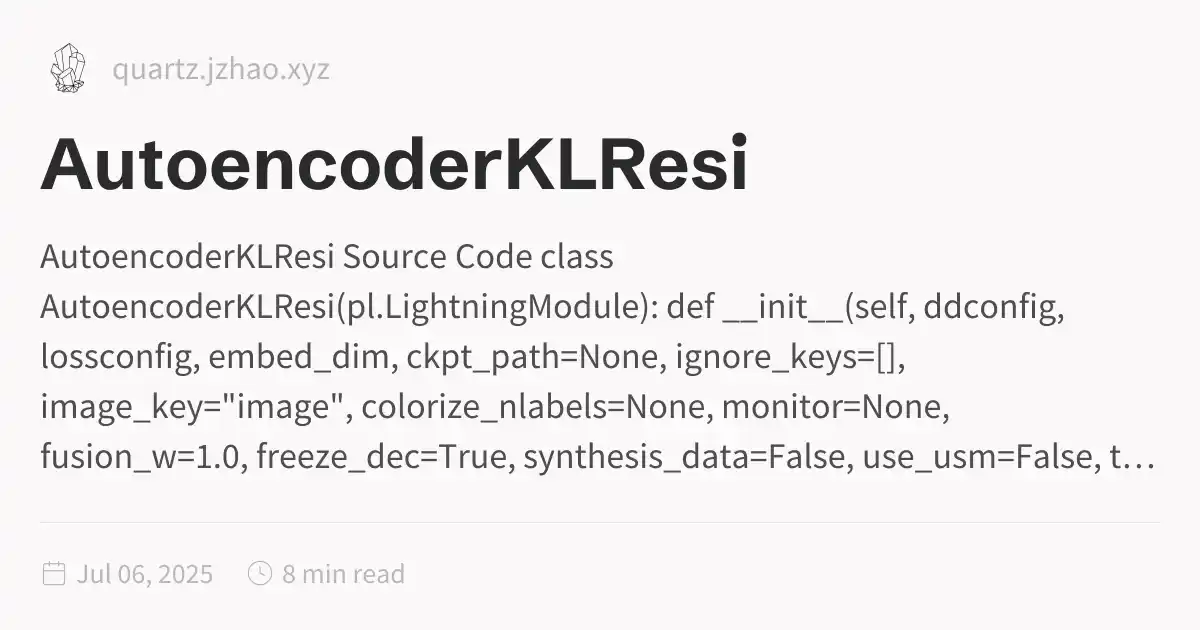 quartz.jzhao.xyz
AutoencoderKLResi
AutoencoderKLResi Source Code class
AutoencoderKLResi(pl.LightningModule): def __init__(self, ddconfig,
lossconfig, embed_dim, ckpt_path=None, ignore_keys=[],
image_key="image", colorize_nlabels=None, monitor=None,
fusion_w=1.0, freeze_dec=True, synthesis_data=False, use_usm=False, t…
Jul 06, 2025 8 min read